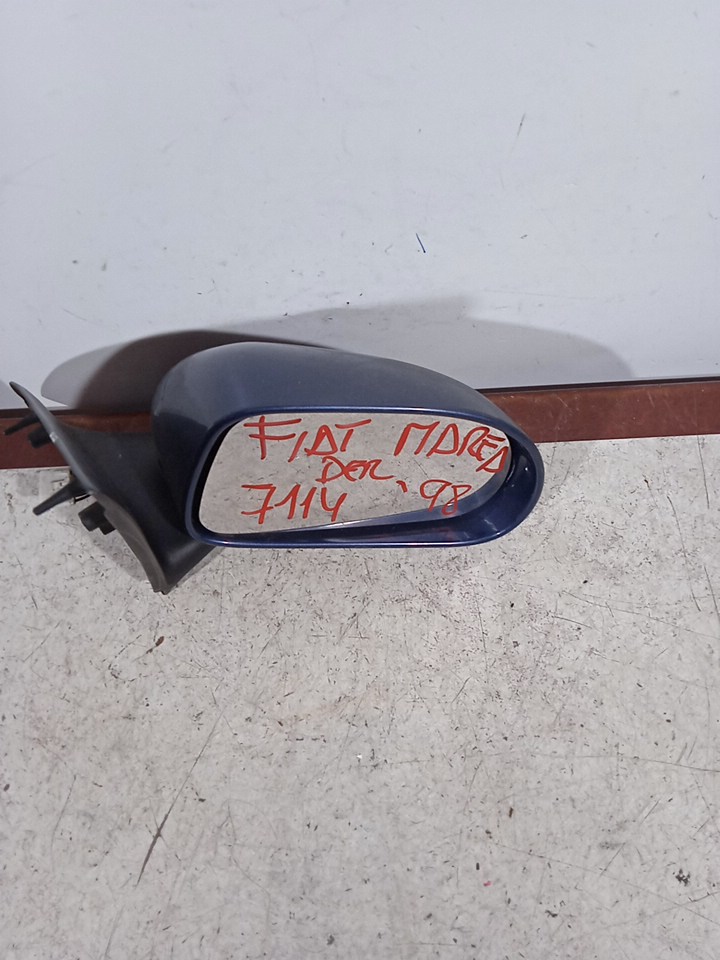 FIAT MAREA
DER
7114 '98